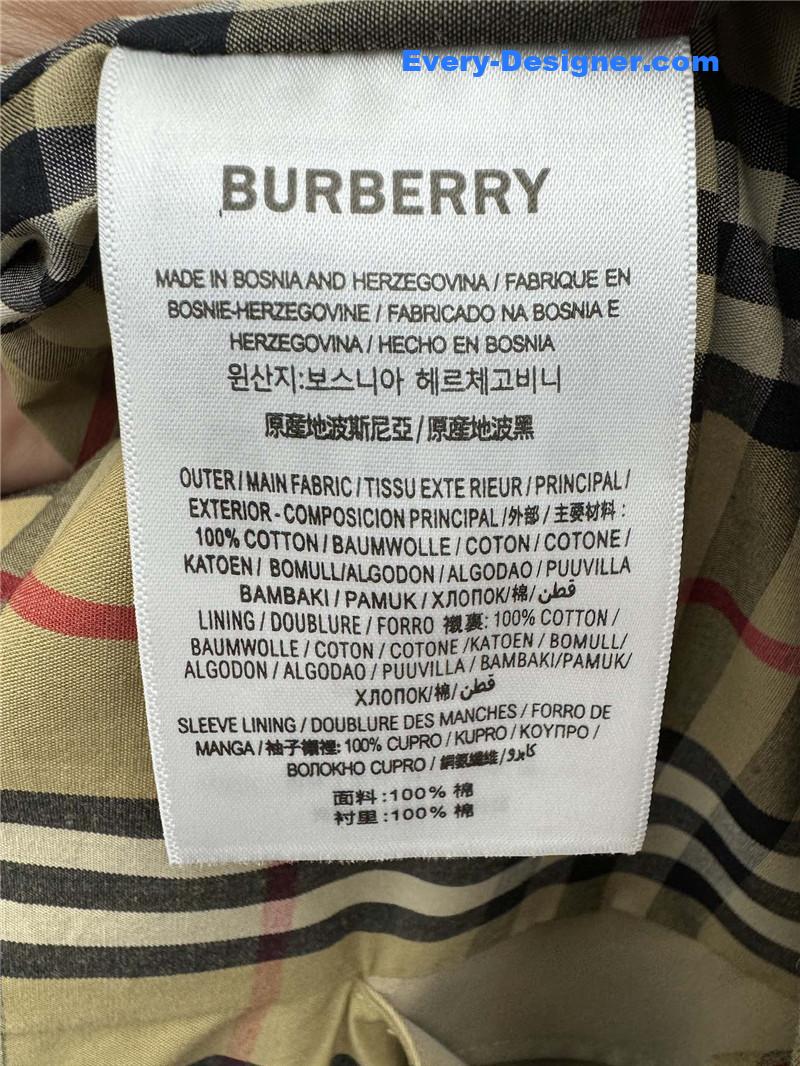 Every-Designer.com
BURBERRY
MADE IN BOSNIA AND HERZEGOVINA / FABRIQUE EN
BOSNIE-HERZEGOVINE / FABRICADO NA BOSNIA E
HERZEGOVINA / HECHO EN BOSNIA
원산지:보스니아 헤르체고비니
原産地波斯尼亞/原産地波黑
OUTER / MAIN FABRIC / TISSU EXTE RIEUR / PRINCIPAL /
EXTERIOR - COMPOSICION PRINCIPAL /外部 / 主要材料 :
100% COTTON / BAUMWOLLE / COTON / COTONE /
KATOEN / BOMULL/ALGODON / ALGODAO / PUUVILLA
BAMBAKI / PAMUK / ХЛОПОК/棉/قطن
LINING / DOUBLURE / FORRO 襯裏: 100% COTTON /
BAUMWOLLE / COTON / COTONE /KATOEN / BOMULL/
ALGODON / ALGODAO / PUUVILLA / BAMBAKI/PAMUK/
ХЛОПОК/棉/قطن
SLEEVE LINING / DOUBLURE DES MANCHES / FORRO DE
MANGA / 袖子襯裡: 100% CUPRO / KUPRO / КОУПРО /
ВОЛОКНО CUPRO / 銅氨纖維/كابرو
面料:100% 棉
衬里:100% 棉